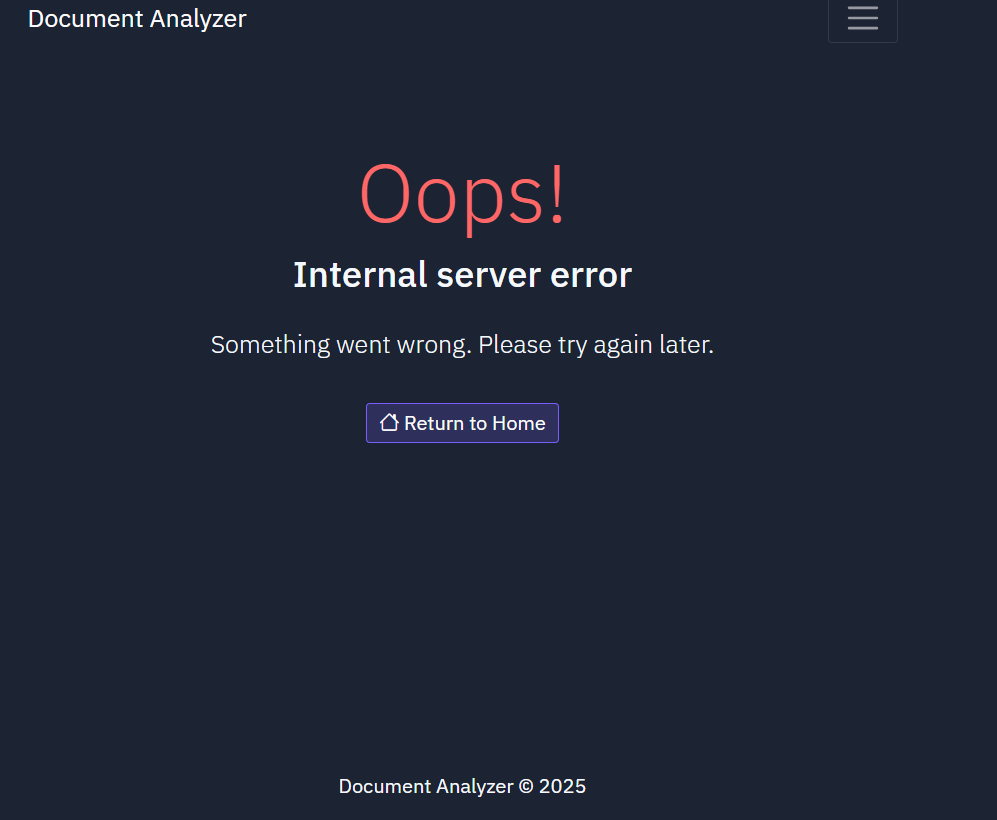 Document Analyzer
Oops!
Internal server error
Something went wrong. Please try again later.
Return to Home
Document Analyzer © 2025